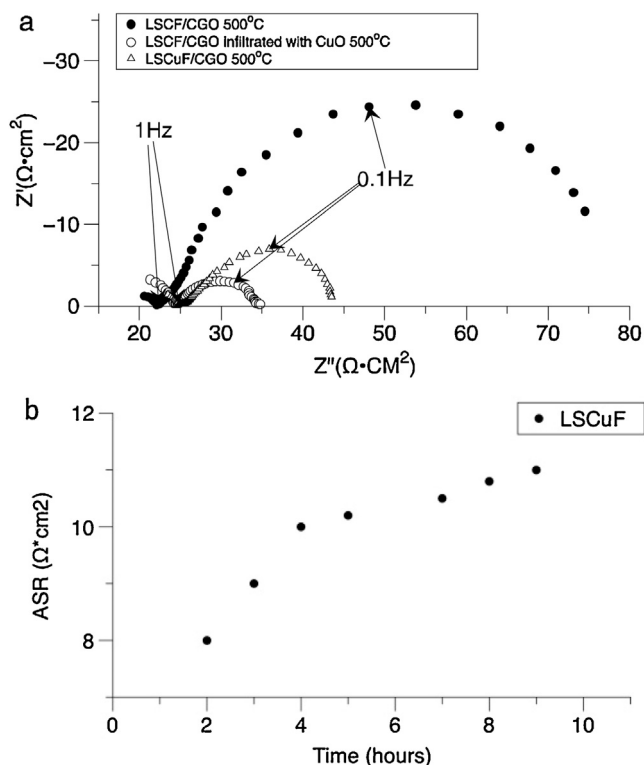 a
● LSCF/CGO 500°C
○ LSCF/CGO infiltrated with CuO 500°C
△ LSCuF/CGO 500°C
-30
-20
-10
0
Z'(Ω•cm²)
1Hz
0.1Hz
20 30 40 50 60 70 80
Z"(Ω•CM²)
b
● LSCuF
12
10
8
ASR (Ω*cm2)
0 2 4 6 8 10
Time (hours)